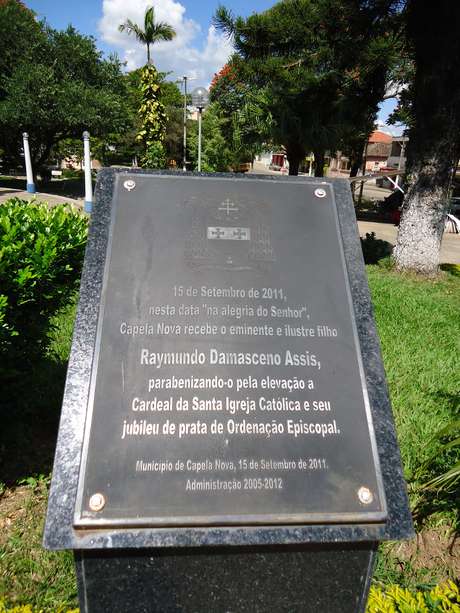 15 de Setembro de 2011,
nesta data "na alegria do Senhor",
Capela Nova recebe o eminente e ilustre filho
Raymundo Damasceno Assis,
parabenizando-o pela elevação a
Cardeal da Santa Igreja Católica e seu
jubileu de prata de Ordenação Episcopal.
Município de Capela Nova, 15 de Setembro de 2011.
Administração 2005-2012